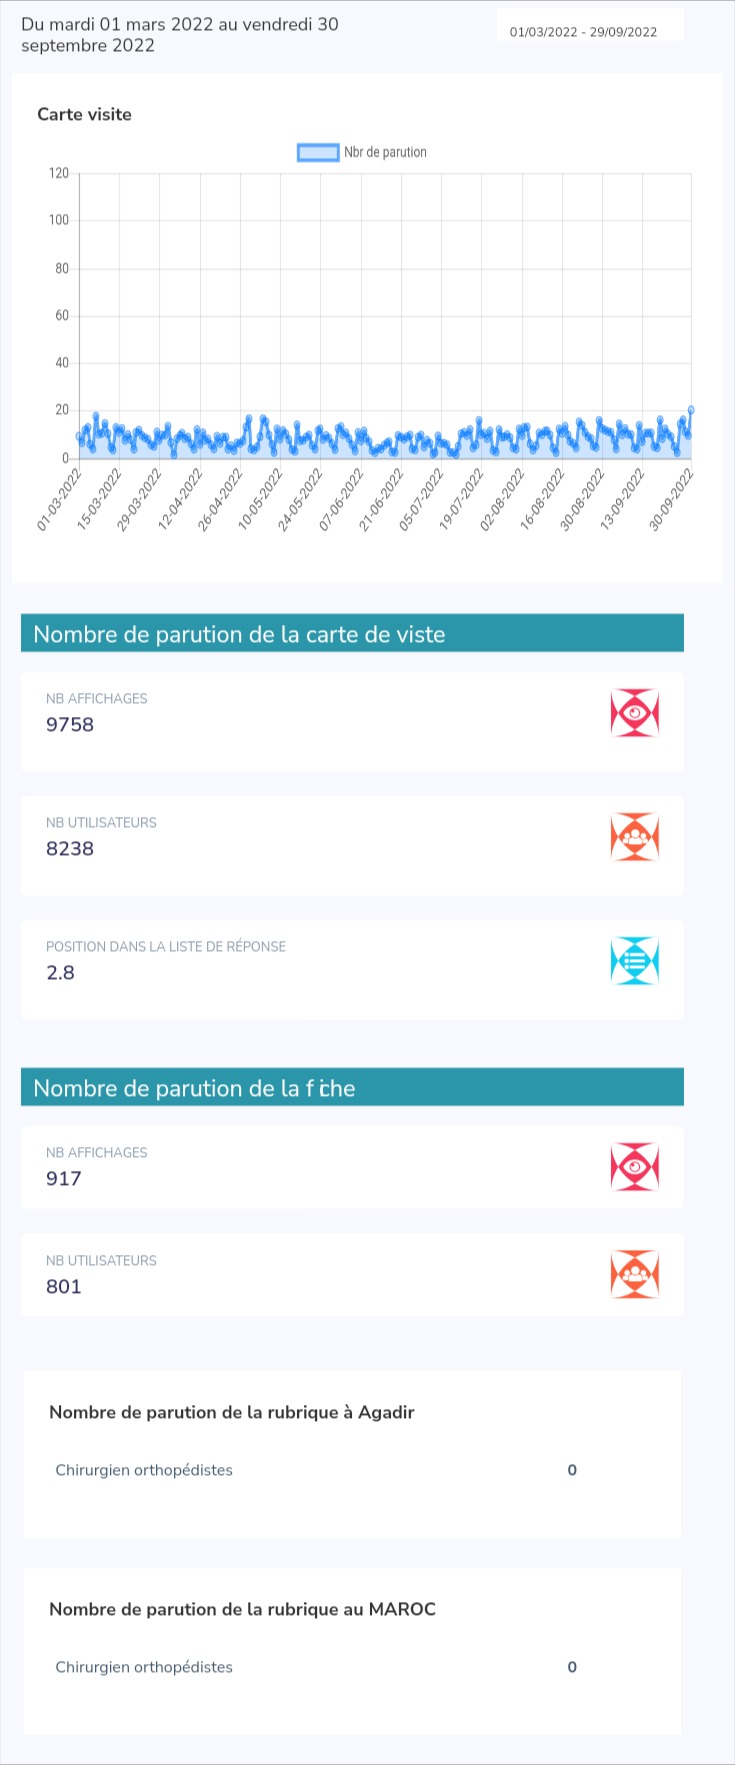 Du mardi 01 mars 2022 au vendredi 30
septembre 2022
01/03/2022 - 29/09/2022
Carte visite
Nbr de parution
120
100
80
60
40
20
0
01-03-2022
15-03-2022
29-03-2022
12-04-2022
26-04-2022
10-05-2022
24-05-2022
07-06-2022
21-06-2022
05-07-2022
19-07-2022
02-08-2022
16-08-2022
30-08-2022
13-09-2022
30-09-2022
Nombre de parution de la carte de viste
NB AFFICHAGES
9758
NB UTILISATEURS
8238
POSITION DANS LA LISTE DE RÉPONSE
2.8
Nombre de parution de la fiche
NB AFFICHAGES
917
NB UTILISATEURS
801
Nombre de parution de la rubrique à Agadir
Chirurgien orthopédistes 0
Nombre de parution de la rubrique au MAROC
Chirurgien orthopédistes 0